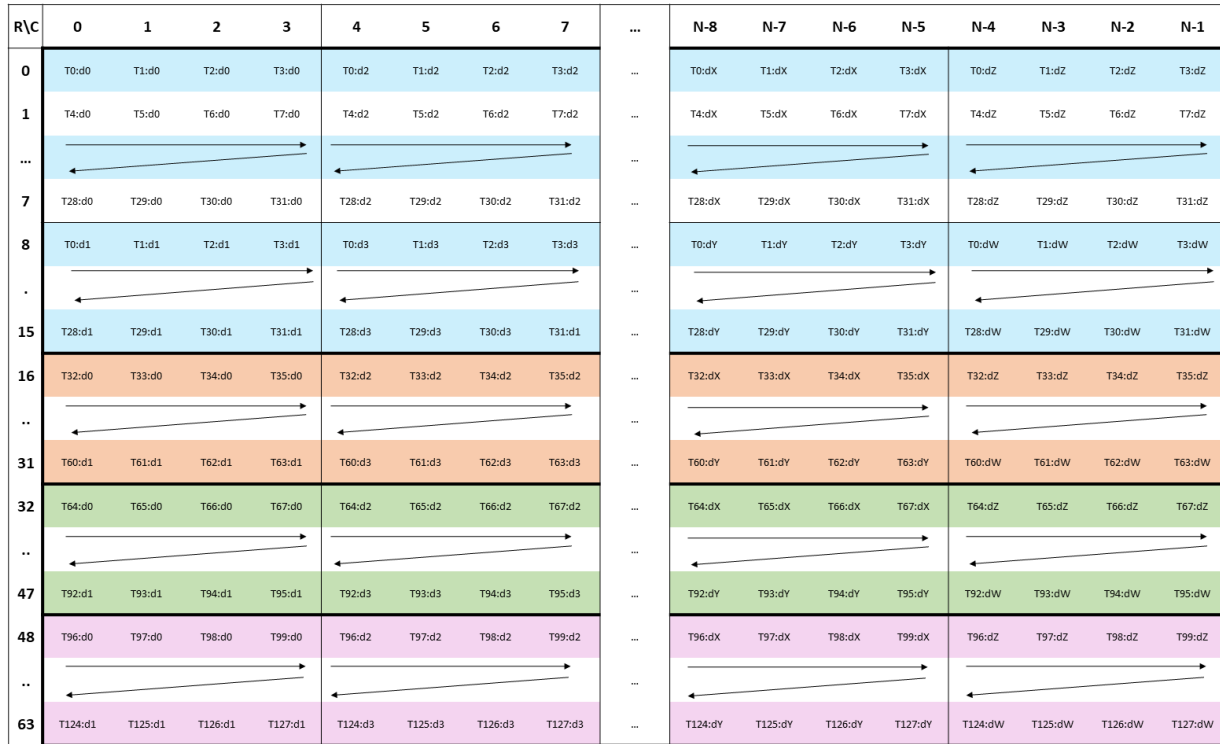 R\C 0 1 2 3 4 5 6 7 ... N-8 N-7 N-6 N-5 N-4 N-3 N-2 N-1
0 T0:d0 T1:d0 T2:d0 T3:d0 T0:d2 T1:d2 T2:d2 T3:d2 ... T0:dX T1:dX T2:dX T3:dX T0:dZ T1:dZ T2:dZ T3:dZ
1 T4:d0 T5:d0 T6:d0 T7:d0 T4:d2 T5:d2 T6:d2 T7:d2 ... T4:dX T5:dX T6:dX T7:dX T4:dZ T5:dZ T6:dZ T7:dZ
... ...
7 T28:d0 T29:d0 T30:d0 T31:d0 T28:d2 T29:d2 T30:d2 T31:d2 ... T28:dX T29:dX T30:dX T31:dX T28:dZ T29:dZ T30:dZ T31:dZ
8 T0:d1 T1:d1 T2:d1 T3:d1 T0:d3 T1:d3 T2:d3 T3:d3 ... T0:dY T1:dY T2:dY T3:dY T0:dW T1:dW T2:dW T3:dW
. ...
15 T28:d1 T29:d1 T30:d1 T31:d1 T28:d3 T29:d3 T30:d3 T31:d1 ... T28:dY T29:dY T30:dY T31:dY T28:dW T29:dW T30:dW T31:dW
16 T32:d0 T33:d0 T34:d0 T35:d0 T32:d2 T33:d2 T34:d2 T35:d2 ... T32:dX T33:dX T34:dX T35:dX T32:dZ T33:dZ T34:dZ T35:dZ
.. ...
31 T60:d1 T61:d1 T62:d1 T63:d1 T60:d3 T61:d3 T62:d3 T63:d3 ... T60:dY T61:dY T62:dY T63:dY T60:dW T61:dW T62:dW T63:dW
32 T64:d0 T65:d0 T66:d0 T67:d0 T64:d2 T65:d2 T66:d2 T67:d2 ... T64:dX T65:dX T66:dX T67:dX T64:dZ T65:dZ T66:dZ T67:dZ
.. ...
47 T92:d1 T93:d1 T94:d1 T95:d1 T92:d3 T93:d3 T94:d3 T95:d3 ... T92:dY T93:dY T94:dY T95:dY T92:dW T93:dW T94:dW T95:dW
48 T96:d0 T97:d0 T98:d0 T99:d0 T96:d2 T97:d2 T98:d2 T99:d2 ... T96:dX T97:dX T98:dX T99:dX T96:dZ T97:dZ T98:dZ T99:dZ
.. ...
63 T124:d1 T125:d1 T126:d1 T127:d1 T124:d3 T125:d3 T126:d3 T127:d3 ... T124:dY T125:dY T126:dY T127:dY T124:dW T125:dW T126:dW T127:dW